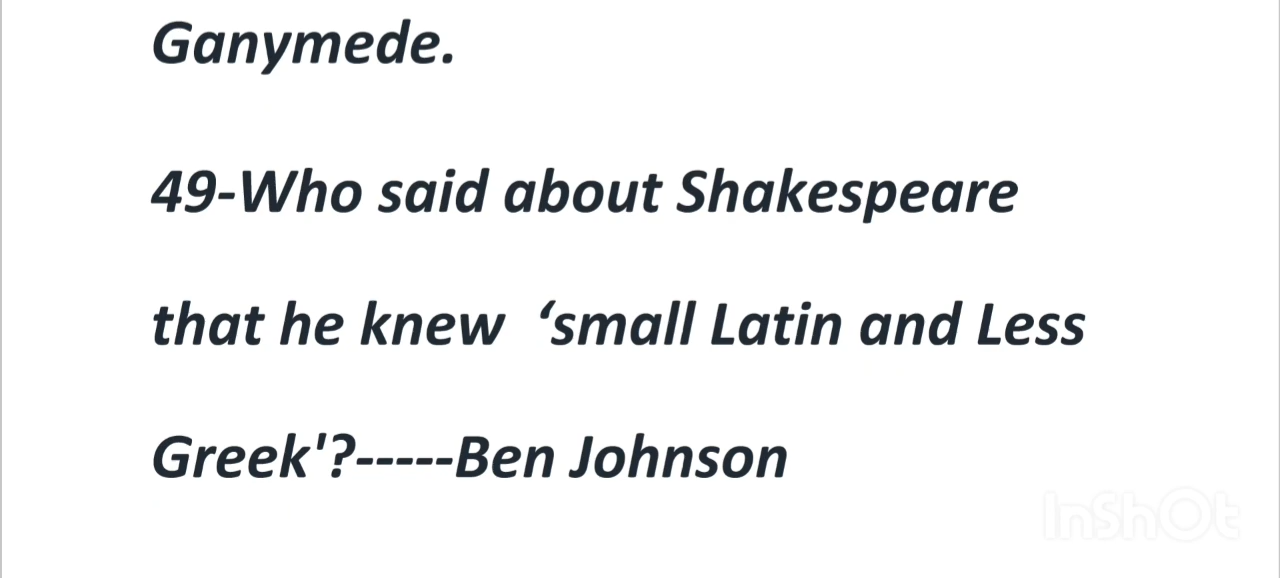 Ganymede.
49-Who said about Shakespeare
that he knew  ‘small Latin and Less
Greek'?-----Ben Johnson
InShOt